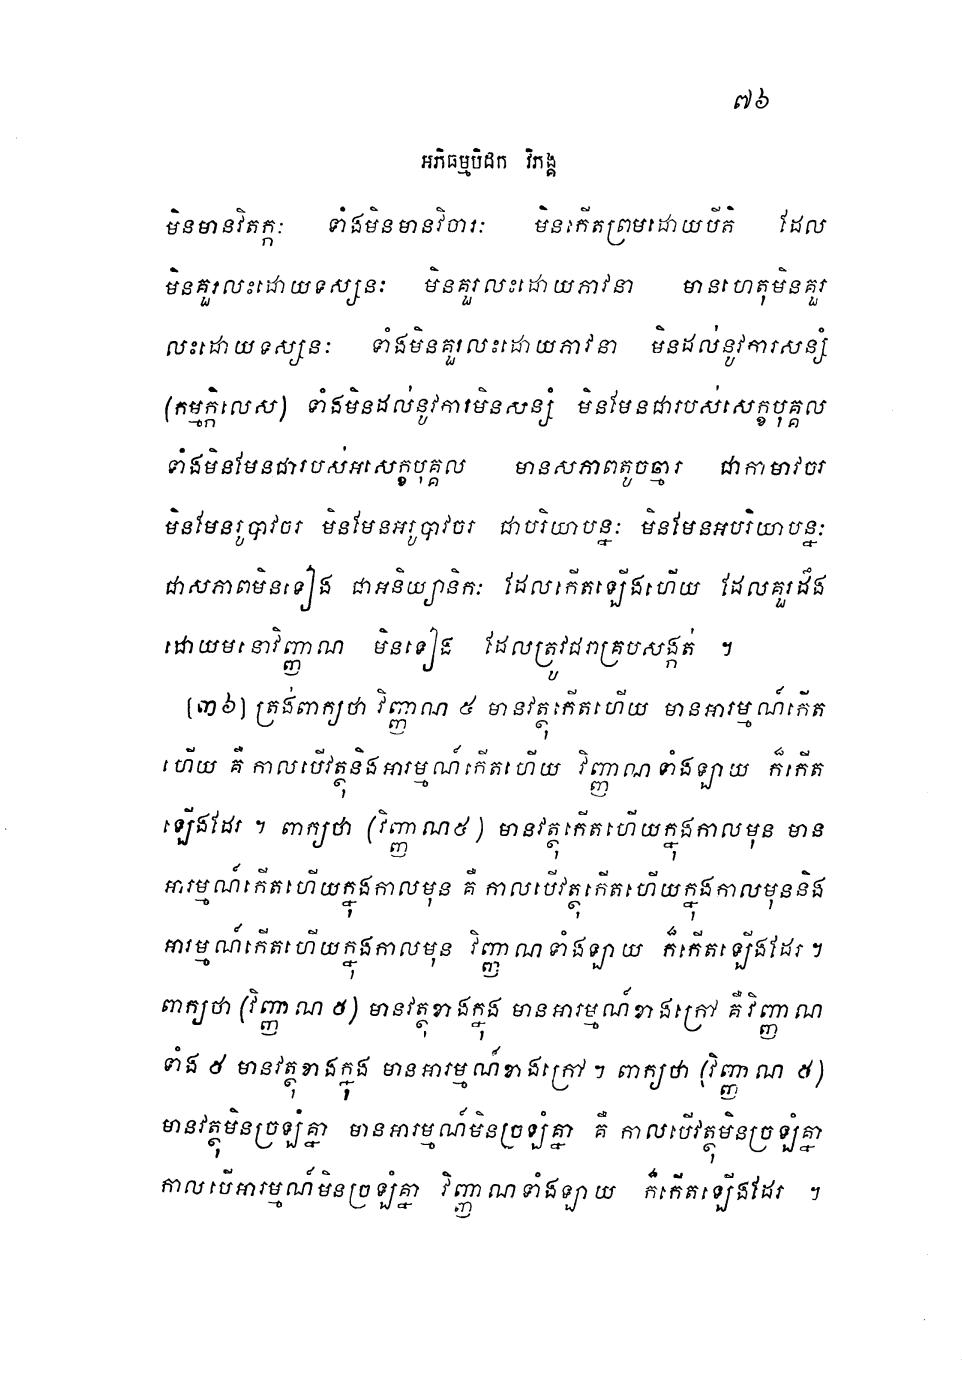 ៧៦
អភិធម្មបិដក វិភង្គ
មិនមានវិតក្កៈ ទាំងមិនមានវិចារៈ មិនកើតព្រមដោយបីតិ ដែល
មិនគួរលះដោយទស្សនៈ មិនគួរលះដោយភាវនា មានហេតុមិនគួរ
លះដោយទស្សនៈ ទាំងមិនគួរលះដោយភាវនា មិនដល់នូវការសន្សំ
(កម្មក្កិលេស) ទាំងមិនដល់នូវការមិនសន្សំ មិនមែនជារបស់សេក្ខបុគ្គល
ទាំងមិនមែនជារបស់អសេក្ខបុគ្គល មានសភាពតូចឆ្មារ ជាកាមាវចរ
មិនមែនរូបាវចរ មិនមែនអរូបាវចរ ជាបរិយាបន្នៈ មិនមែនអបរិយាបន្នៈ
ជាសភាពមិនទៀង ជាអនិយ្យានិកៈ ដែលកើតឡើងហើយ ដែលគួរដឹង
ដោយមនោវិញ្ញាណ មិនទៀង ដែលត្រូវជរាគ្របសង្កត់ ។
[៣៦] ត្រង់ពាក្យថា វិញ្ញាណ ៥ មានវត្ថុកើតហើយ មានអារម្មណ៍កើត
ហើយ គឺ កាលបើវត្ថុនិងអារម្មណ៍កើតហើយ វិញ្ញាណទាំងឡាយ ក៏កើត
ឡើងដែរ ។ ពាក្យថា (វិញ្ញាណ៥) មានវត្ថុកើតហើយក្នុងកាលមុន មាន
អារម្មណ៍កើតហើយក្នុងកាលមុន គឺ កាលបើវត្ថុកើតហើយក្នុងកាលមុននិង
អារម្មណ៍កើតហើយក្នុងកាលមុន វិញ្ញាណទាំងឡាយ ក៏កើតឡើងដែរ ។
ពាក្យថា (វិញ្ញាណ ៥) មានវត្ថុខាងក្នុង មានអារម្មណ៍ខាងក្រៅ គឺវិញ្ញាណ
ទាំង ៥ មានវត្ថុខាងក្នុង មានអារម្មណ៍ខាងក្រៅ ។ ពាក្យថា (វិញ្ញាណ ៥)
មានវត្ថុមិនច្រឡំគ្នា មានអារម្មណ៍មិនច្រឡំគ្នា គឺ កាលបើវត្ថុមិនច្រឡំគ្នា
កាលបើអារម្មណ៍មិនច្រឡំគ្នា វិញ្ញាណទាំងឡាយ ក៏កើតឡើងដែរ ។